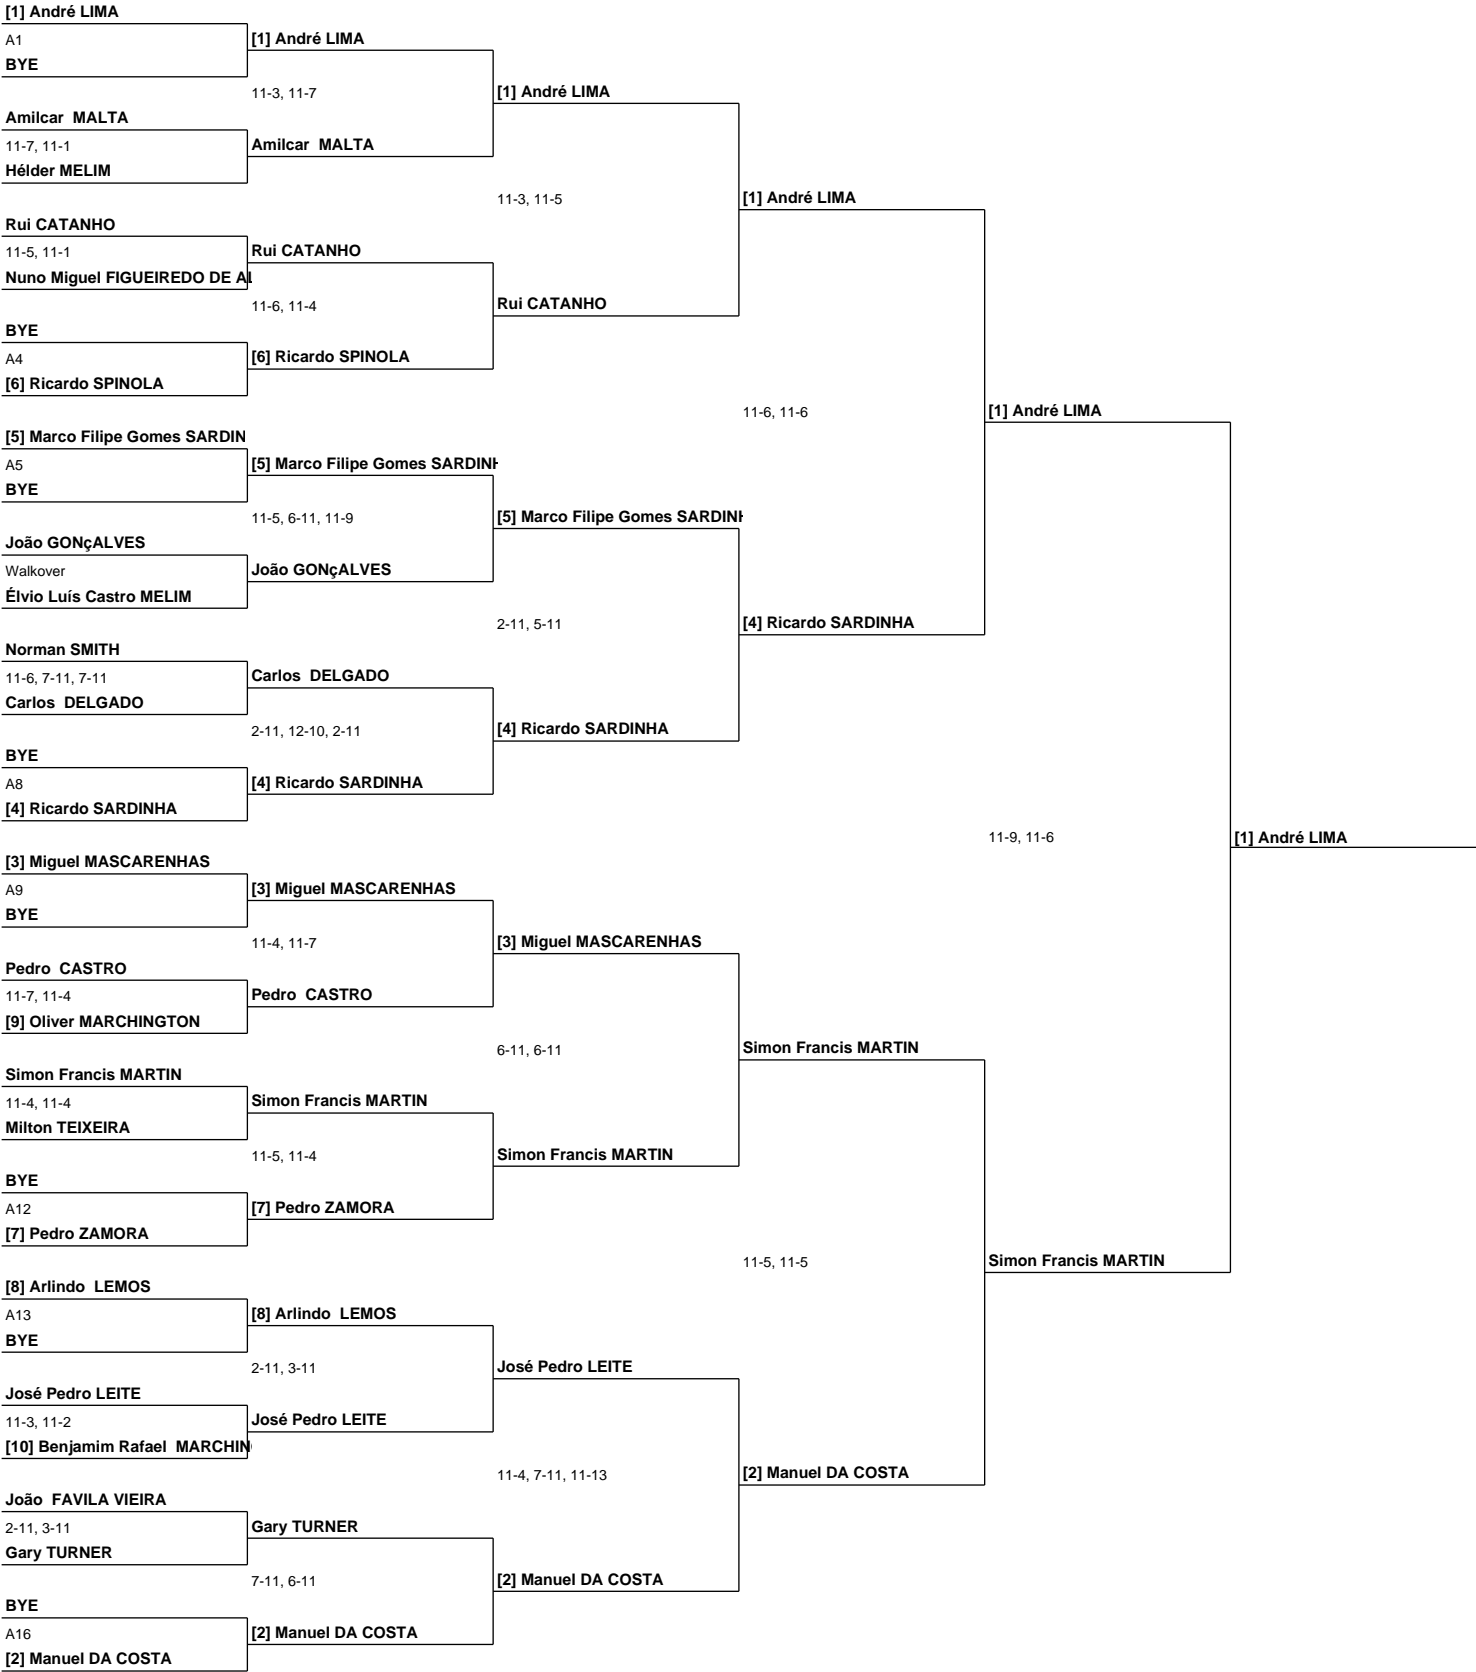 [1] André LIMA
A1
BYE
Amilcar MALTA
11-7, 11-1
Hélder MELIM
Rui CATANHO
11-5, 11-1
Nuno Miguel FIGUEIREDO DE AL
BYE
A4
[6] Ricardo SPINOLA
[5] Marco Filipe Gomes SARDIN
A5
BYE
João GONçALVES
Walkover
Élvio Luís Castro MELIM
Norman SMITH
11-6, 7-11, 7-11
Carlos DELGADO
BYE
A8
[4] Ricardo SARDINHA
[3] Miguel MASCARENHAS
A9
BYE
Pedro CASTRO
11-7, 11-4
[9] Oliver MARCHINGTON
Simon Francis MARTIN
11-4, 11-4
Milton TEIXEIRA
BYE
A12
[7] Pedro ZAMORA
[8] Arlindo LEMOS
A13
BYE
José Pedro LEITE
11-3, 11-2
[10] Benjamim Rafael MARCHIN
João FAVILA VIEIRA
2-11, 3-11
Gary TURNER
BYE
A16
[2] Manuel DA COSTA
[1] André LIMA
11-3, 11-7
Amilcar MALTA
Rui CATANHO
11-6, 11-4
[6] Ricardo SPINOLA
[5] Marco Filipe Gomes SARDINH
11-5, 6-11, 11-9
João GONçALVES
Carlos DELGADO
2-11, 12-10, 2-11
[4] Ricardo SARDINHA
[3] Miguel MASCARENHAS
11-4, 11-7
Pedro CASTRO
Simon Francis MARTIN
11-5, 11-4
[7] Pedro ZAMORA
[8] Arlindo LEMOS
2-11, 3-11
José Pedro LEITE
Gary TURNER
7-11, 6-11
[2] Manuel DA COSTA
[1] André LIMA
11-3, 11-5
Rui CATANHO
[5] Marco Filipe Gomes SARDINH
2-11, 5-11
[4] Ricardo SARDINHA
[3] Miguel MASCARENHAS
6-11, 6-11
Simon Francis MARTIN
José Pedro LEITE
11-4, 7-11, 11-13
[2] Manuel DA COSTA
[1] André LIMA
11-6, 11-6
[4] Ricardo SARDINHA
Simon Francis MARTIN
11-5, 11-5
[2] Manuel DA COSTA
[1] André LIMA
11-9, 11-6
Simon Francis MARTIN
[1] André LIMA